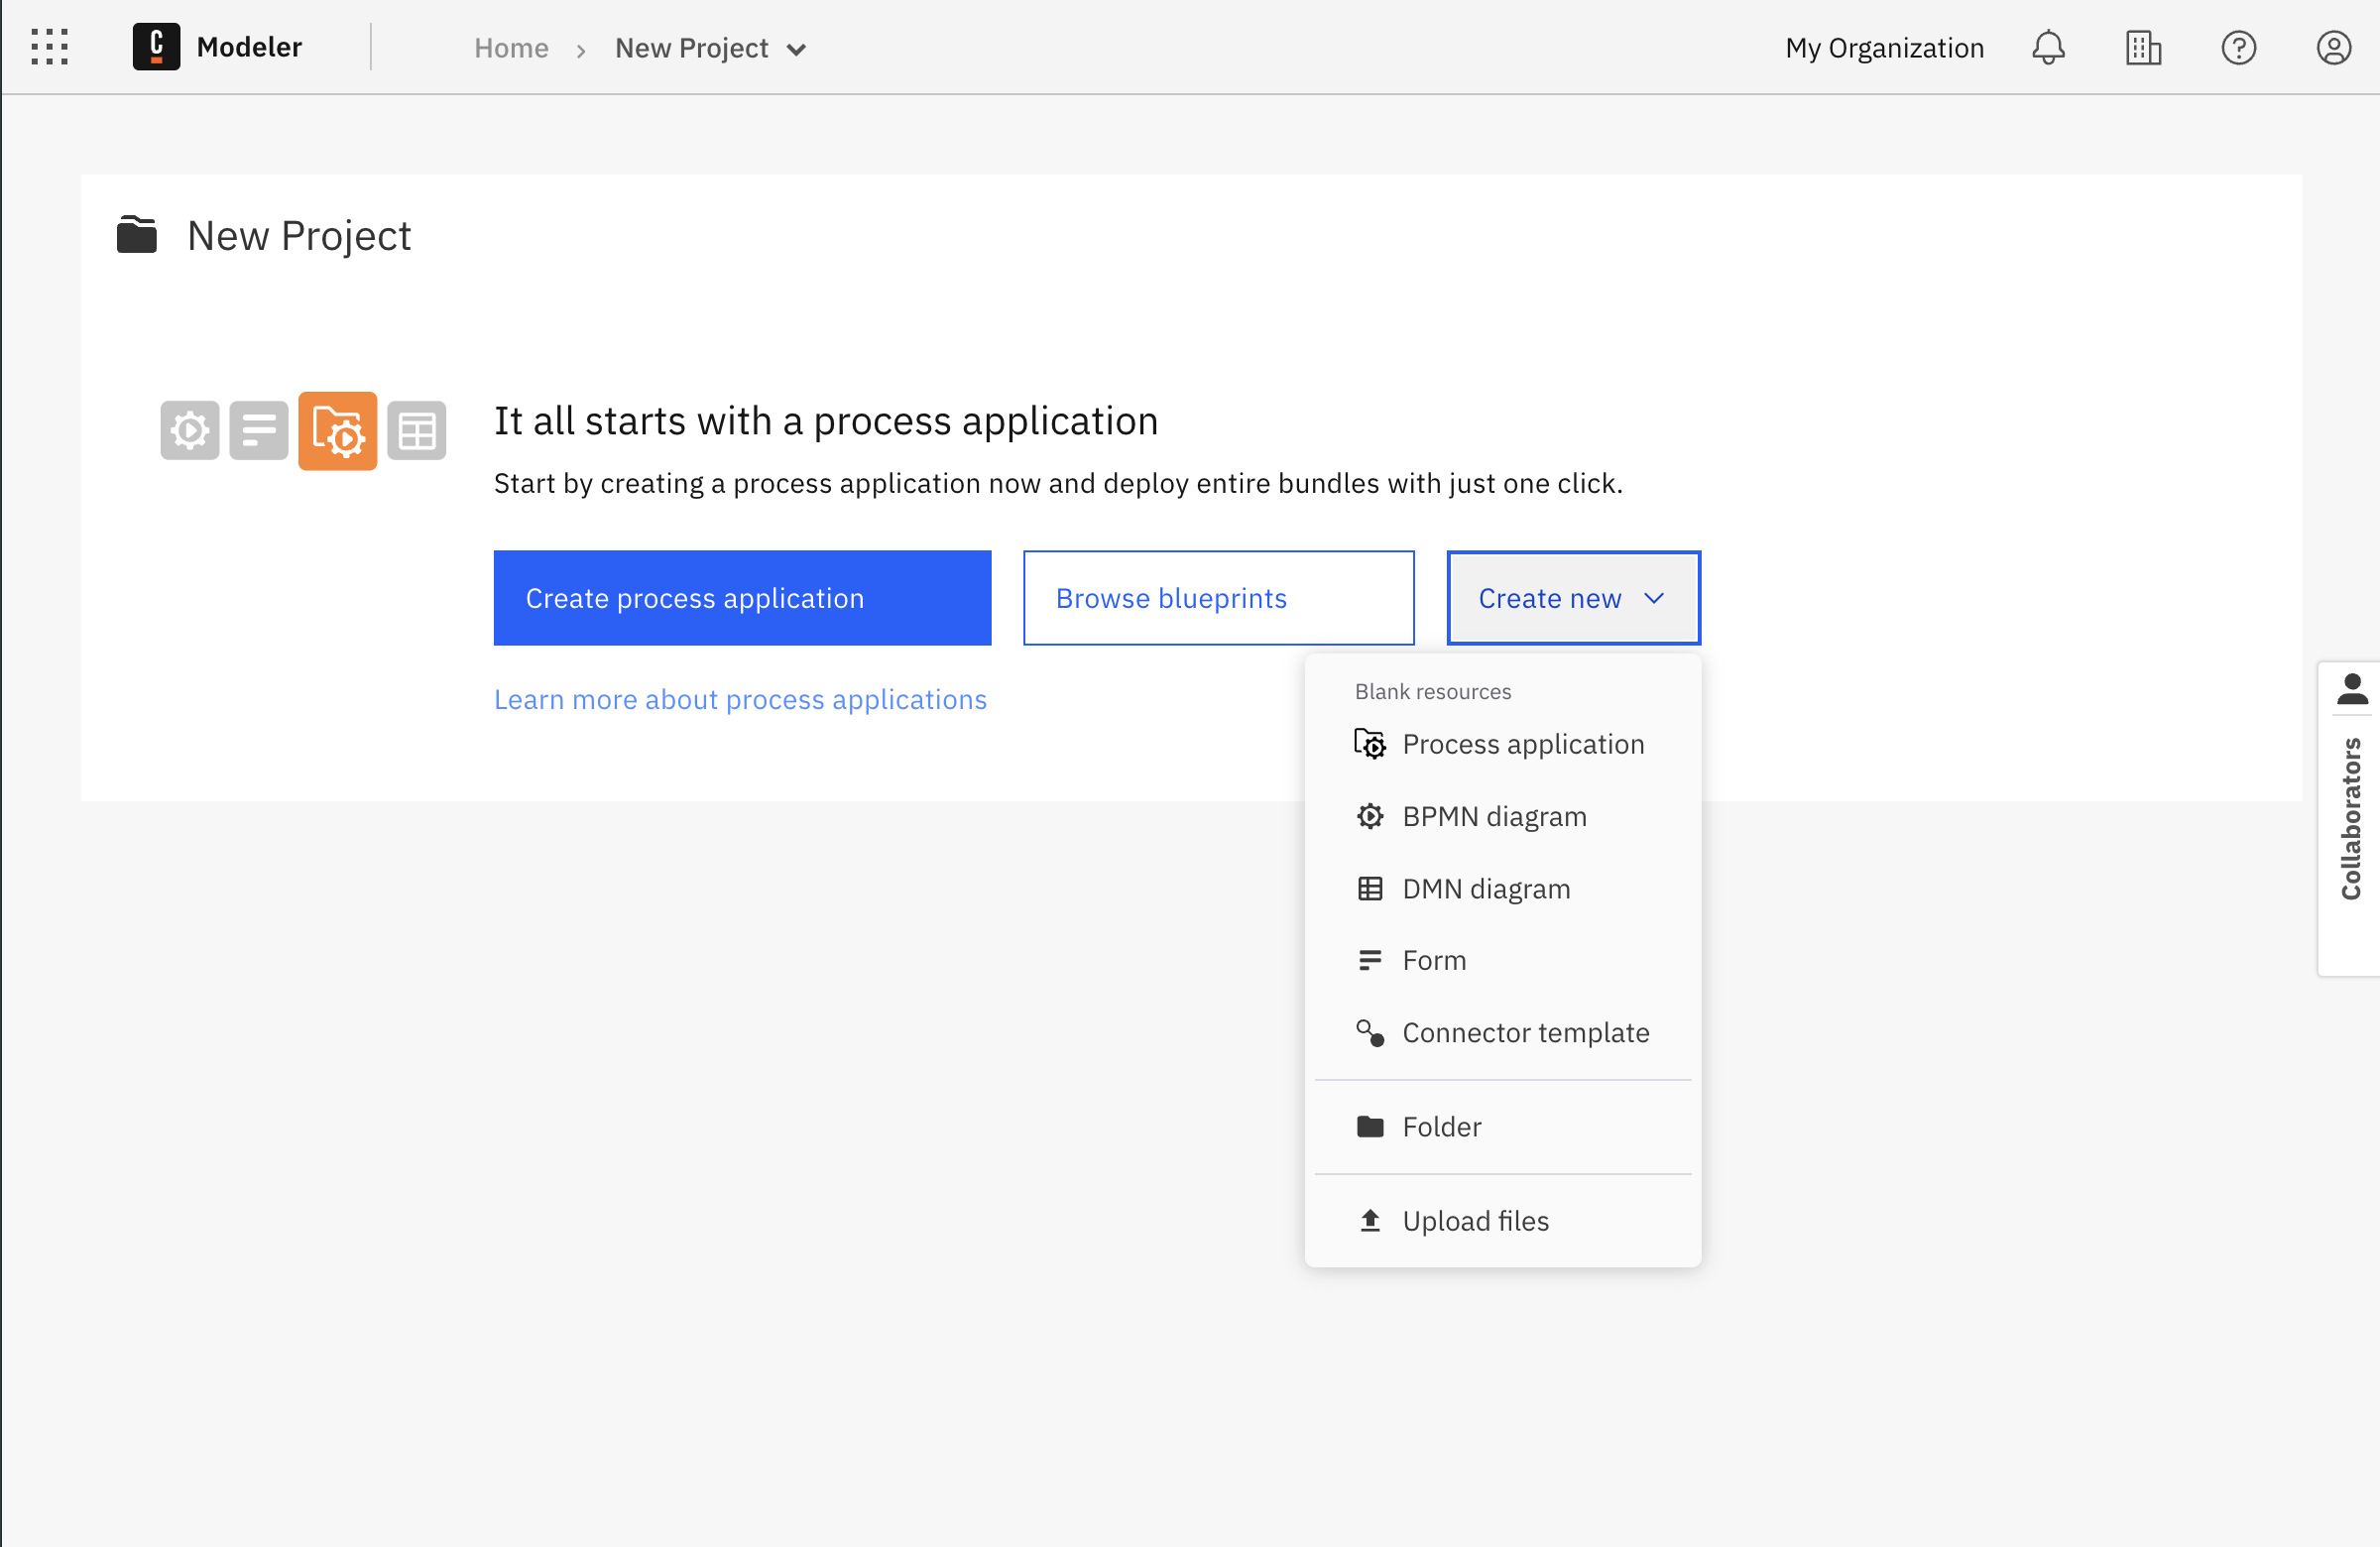 Modeler
Home
New Project
My Organization
New Project
It all starts with a process application
Start by creating a process application now and deploy entire bundles with just one click.
Create process application
Browse blueprints
Create new
Learn more about process applications
Blank resources
Process application
BPMN diagram
DMN diagram
Form
Connector template
Folder
Upload files
Collaborators